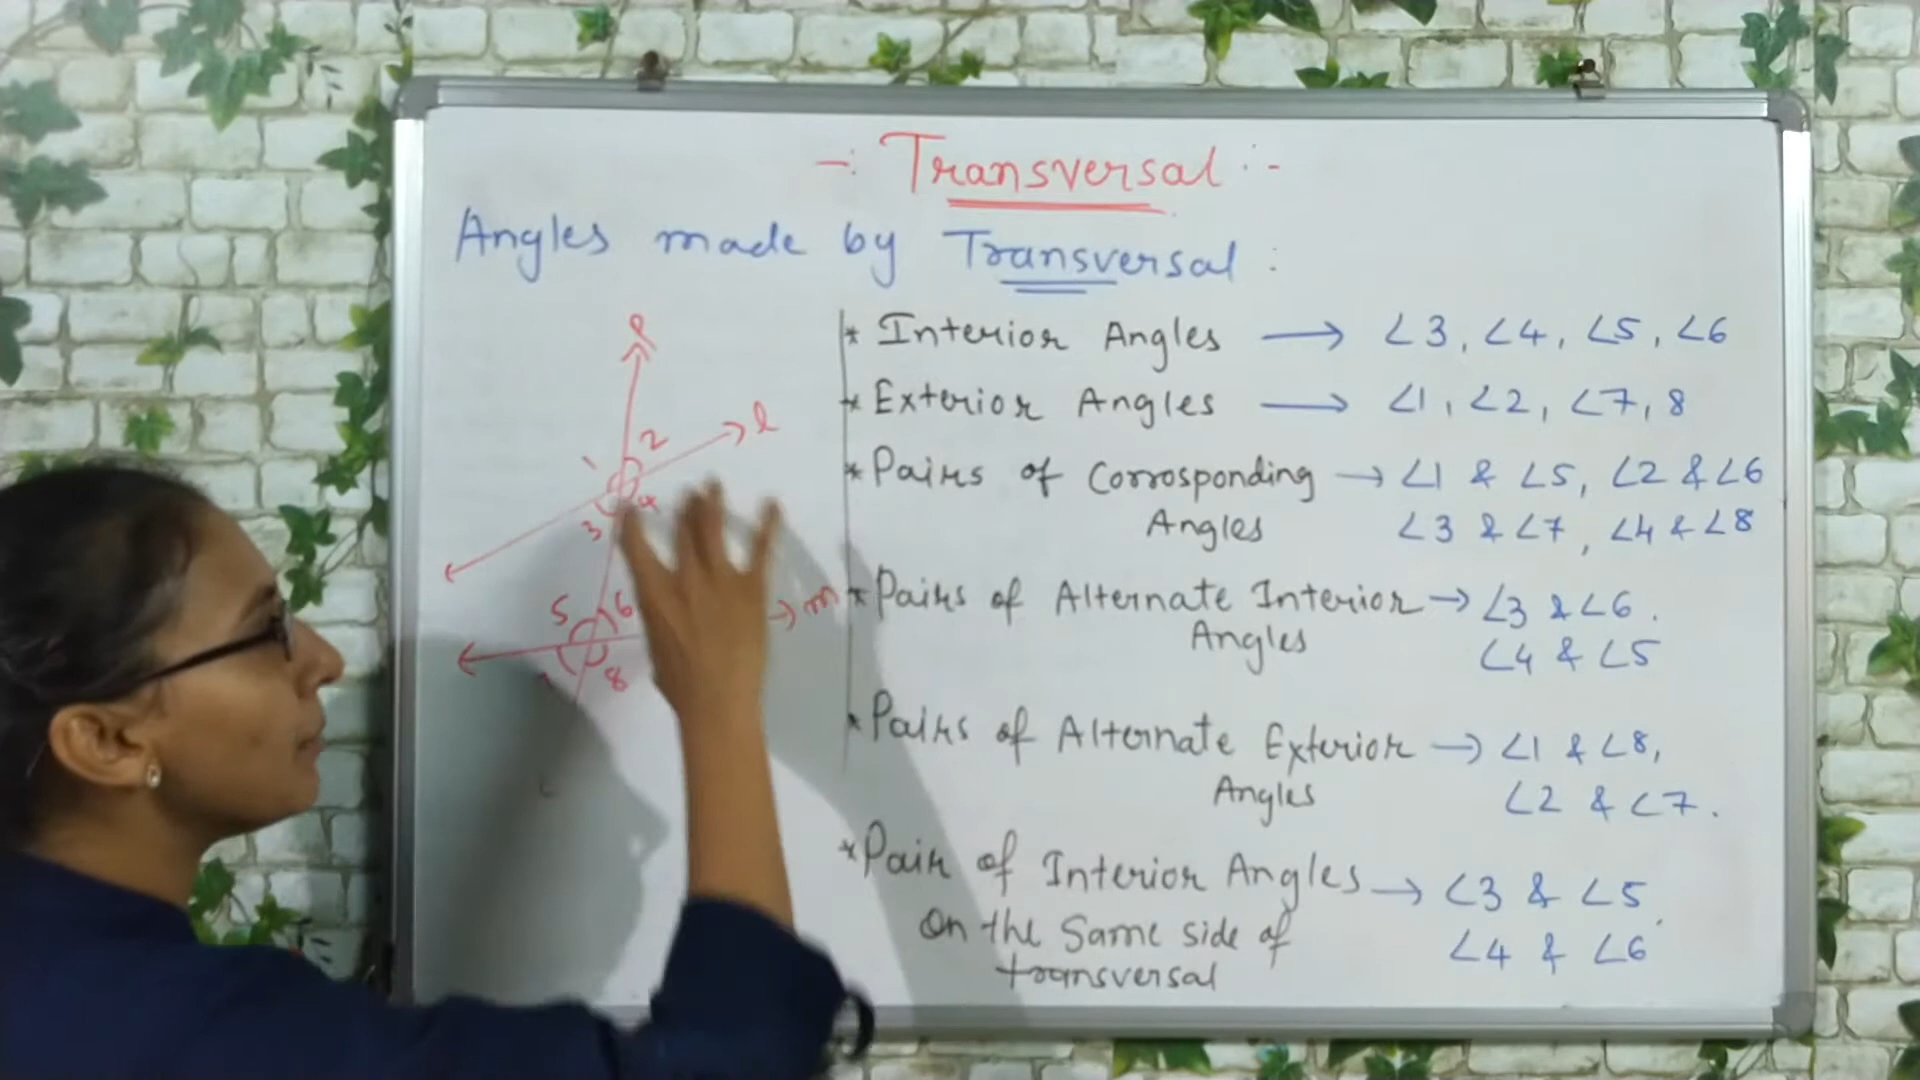 -: Transversal :-
Angles made by Transversal :
* Interior Angles → ∠3, ∠4, ∠5, ∠6
* Exterior Angles → ∠1, ∠2, ∠7, 8
* Pairs of Corrosponding → ∠1 & ∠5, ∠2 & ∠6
Angles ∠3 & ∠7, ∠4 & ∠8
* Pairs of Alternate Interior → ∠3 & ∠6.
Angles ∠4 & ∠5
* Pairs of Alternate Exterior → ∠1 & ∠8,
Angles ∠2 & ∠7.
* Pair of Interior Angles → ∠3 & ∠5
On the Same side of ∠4 & ∠6
transversal
l
1 2
3 4
m
5 6
8